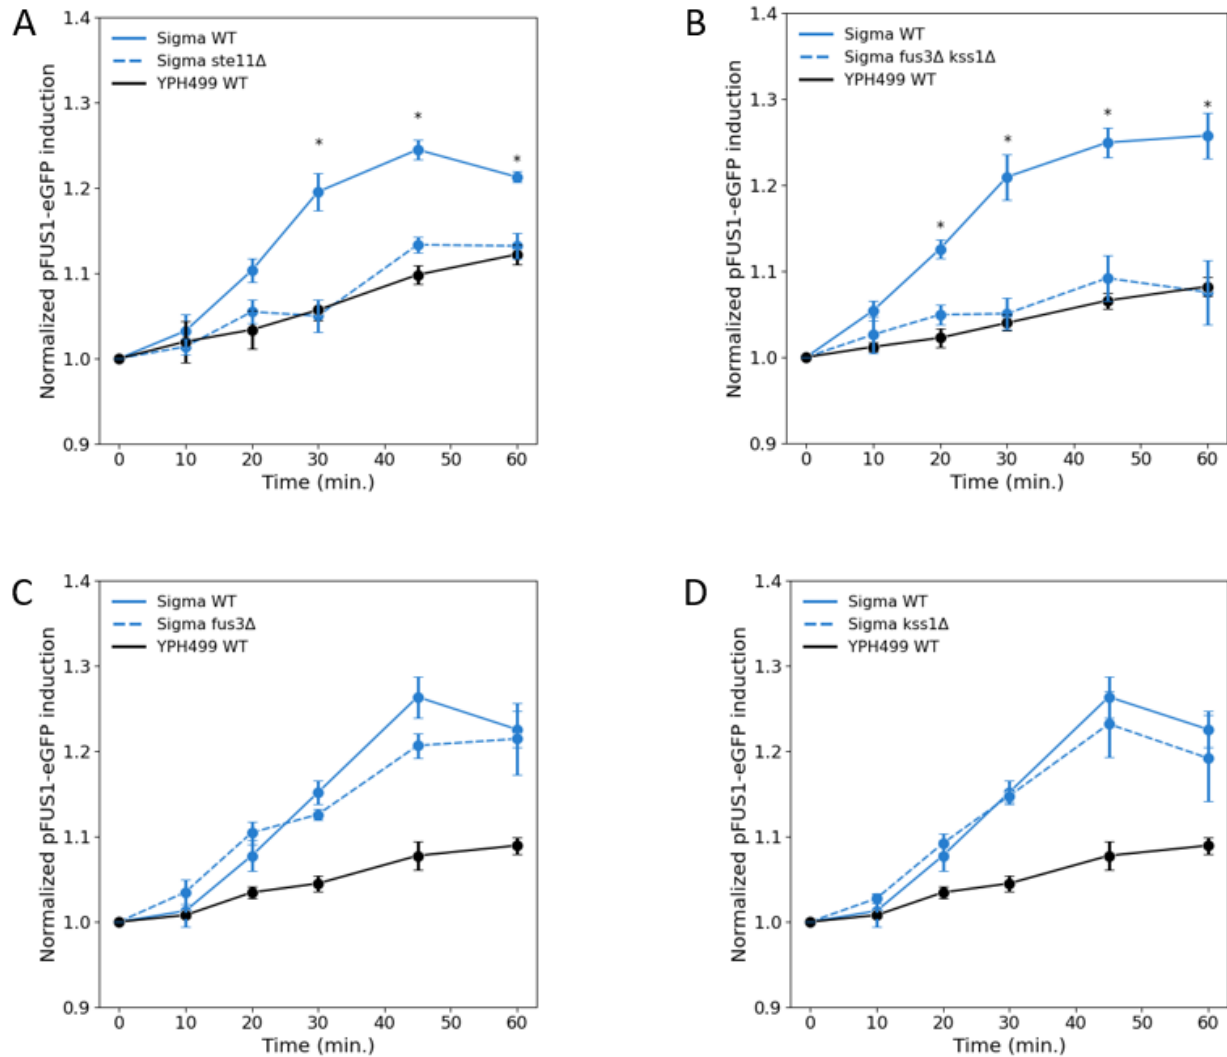 A
Sigma WT
Sigma ste11Δ
YPH499 WT
Normalized pFUS1-eGFP induction
1.4
1.3
1.2
1.1
1.0
0.9
*
*
*
0 10 20 30 40 50 60
Time (min.)
B
Sigma WT
Sigma fus3Δ kss1Δ
YPH499 WT
Normalized pFUS1-eGFP induction
1.4
1.3
1.2
1.1
1.0
0.9
*
*
*
*
0 10 20 30 40 50 60
Time (min.)
C
Sigma WT
Sigma fus3Δ
YPH499 WT
Normalized pFUS1-eGFP induction
1.4
1.3
1.2
1.1
1.0
0.9
0 10 20 30 40 50 60
Time (min.)
D
Sigma WT
Sigma kss1Δ
YPH499 WT
Normalized pFUS1-eGFP induction
1.4
1.3
1.2
1.1
1.0
0.9
0 10 20 30 40 50 60
Time (min.)